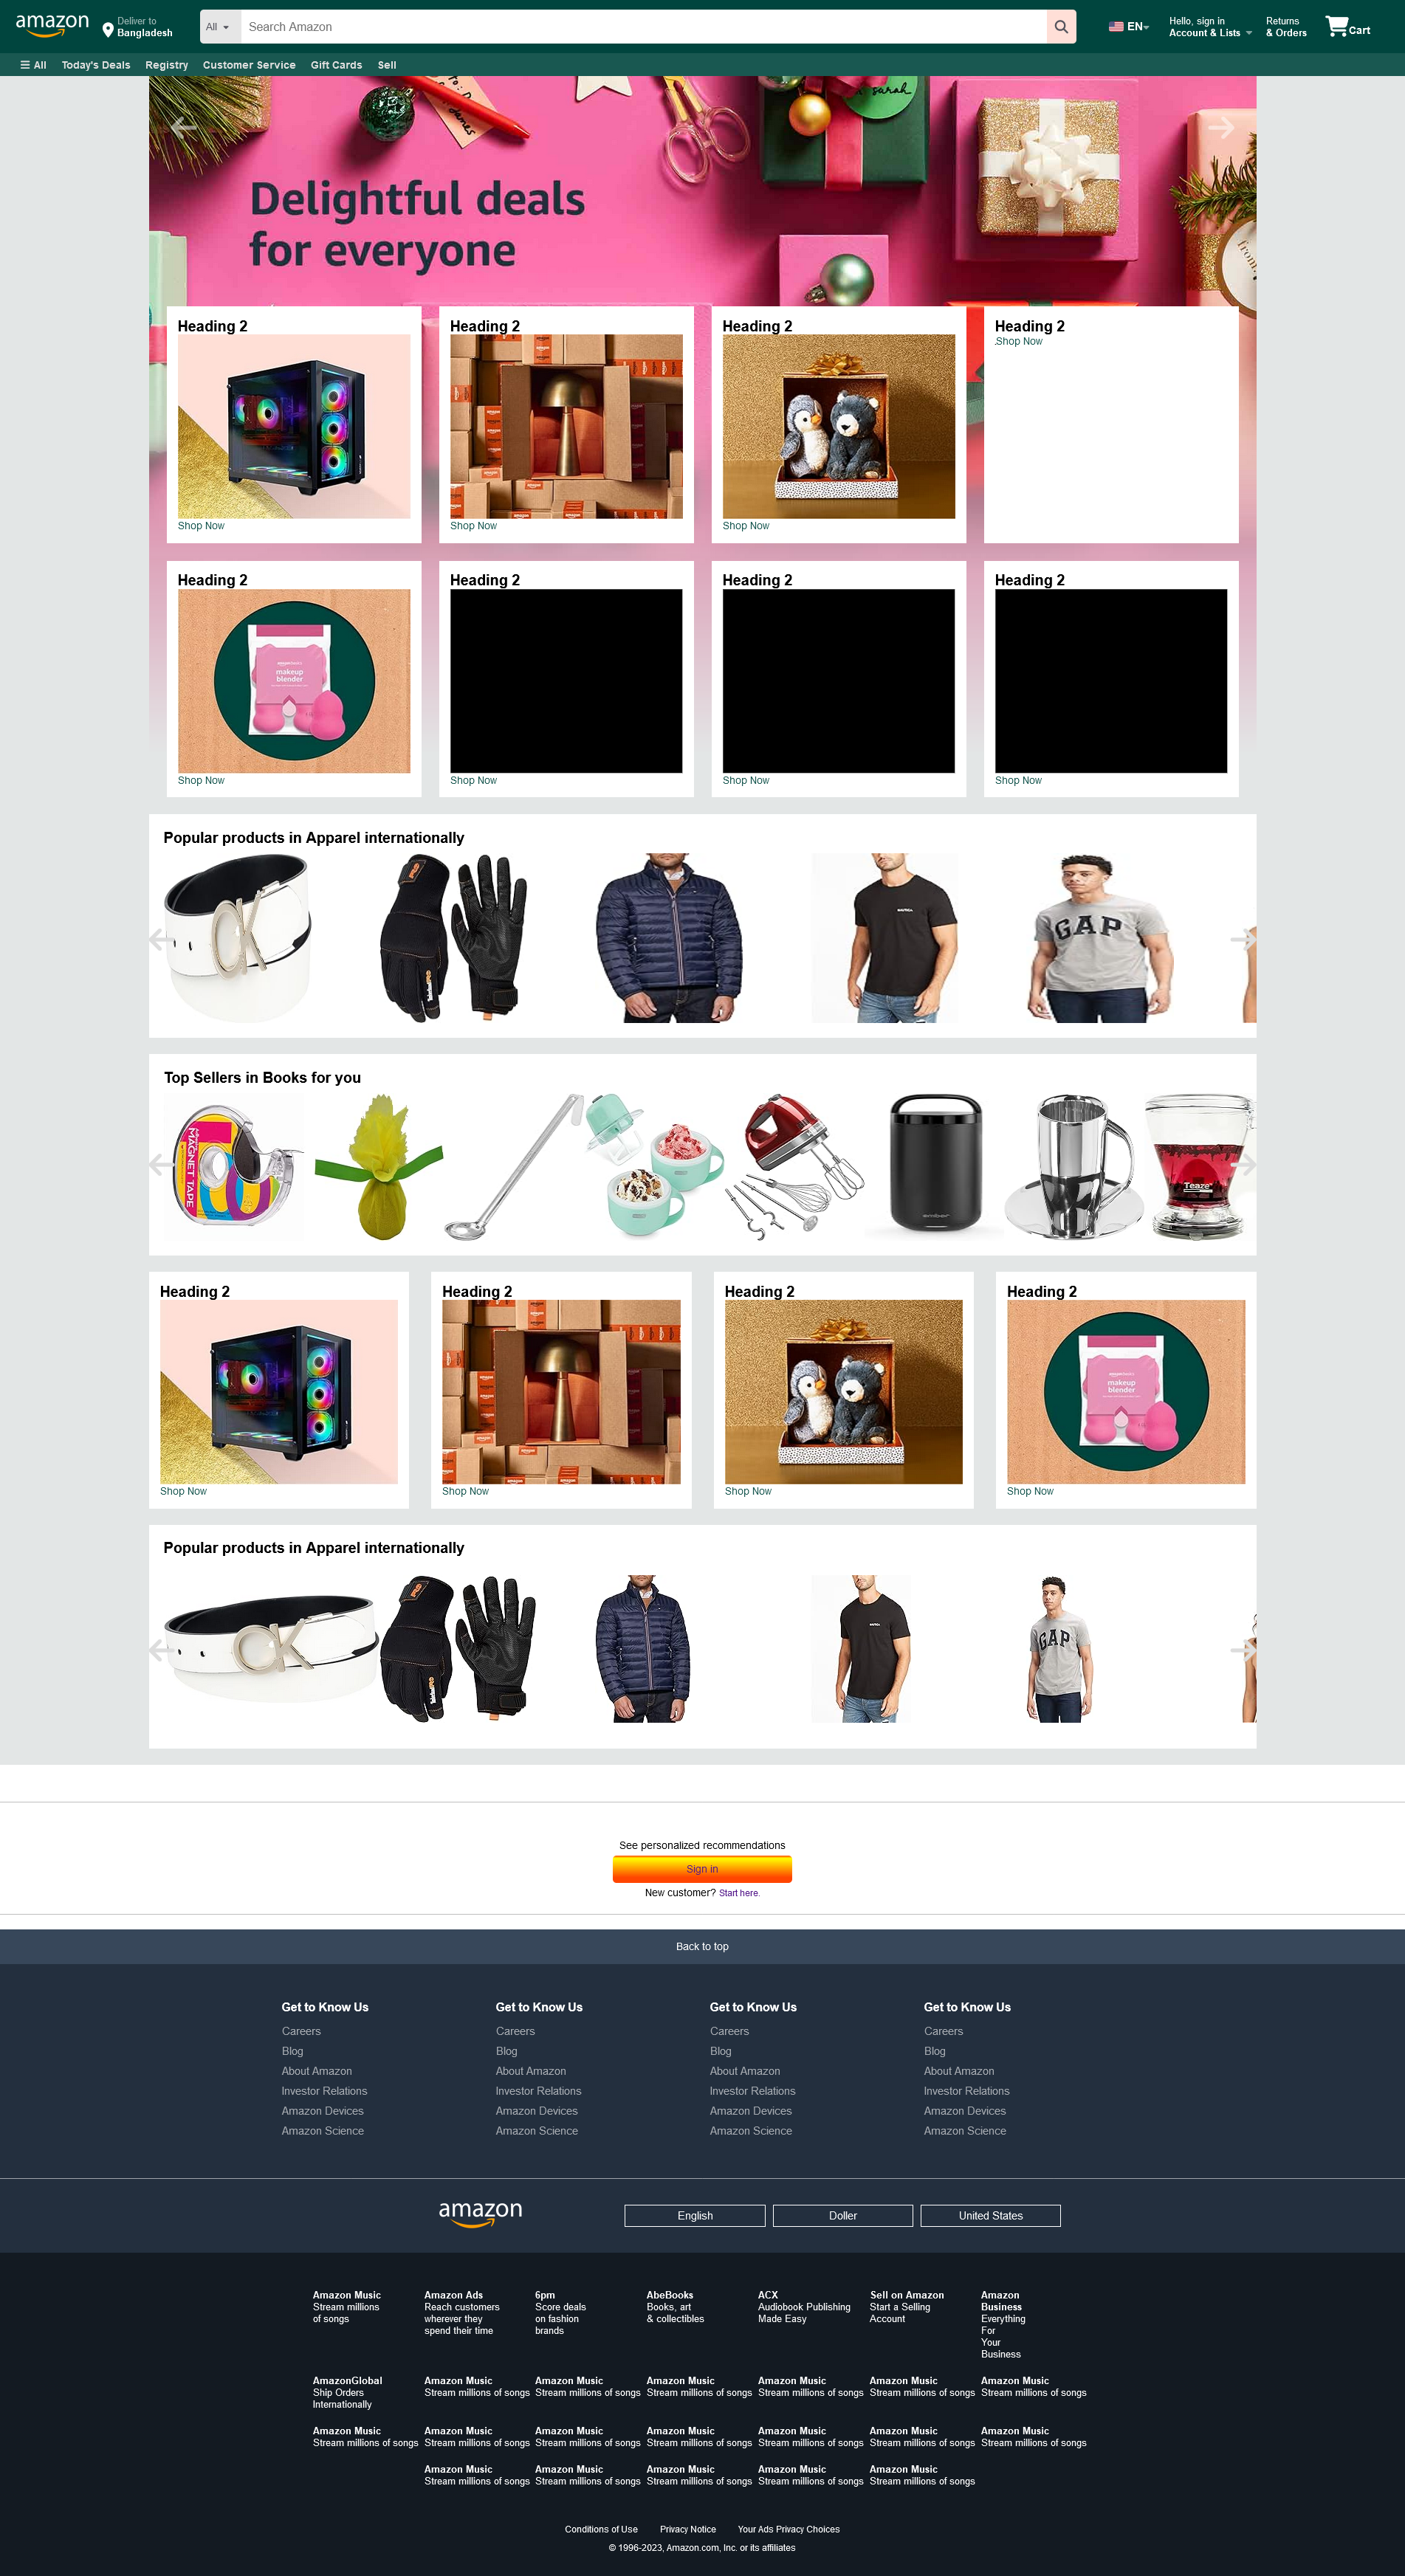 amazon
Deliver to
Bangladesh
All
Search Amazon
EN
Hello, sign in
Account & Lists
Returns
& Orders
Cart
All
Today's Deals
Registry
Customer Service
Gift Cards
Sell
James
Sarah
from
Delightful deals
for everyone
Heading 2
Heading 2
Heading 2
Heading 2
.Shop Now
Shop Now
Shop Now
Shop Now
Heading 2
makeup
blender
Heading 2
Heading 2
Heading 2
Shop Now
Shop Now
Shop Now
Shop Now
Popular products in Apparel internationally
NAUTICA
GAP
Top Sellers in Books for you
MAGNET TAPE
ember
Teaze
Heading 2
Heading 2
Heading 2
Heading 2
makeup
blender
Shop Now
Shop Now
Shop Now
Shop Now
Popular products in Apparel internationally
GAP
See personalized recommendations
Sign in
New customer? Start here.
Back to top
Get to Know Us
Careers
Blog
About Amazon
Investor Relations
Amazon Devices
Amazon Science
Get to Know Us
Careers
Blog
About Amazon
Investor Relations
Amazon Devices
Amazon Science
Get to Know Us
Careers
Blog
About Amazon
Investor Relations
Amazon Devices
Amazon Science
Get to Know Us
Careers
Blog
About Amazon
Investor Relations
Amazon Devices
Amazon Science
amazon
English
Doller
United States
Amazon Music
Stream millions
of songs
Amazon Ads
Reach customers
wherever they
spend their time
6pm
Score deals
on fashion
brands
AbeBooks
Books, art
& collectibles
ACX
Audiobook Publishing
Made Easy
Sell on Amazon
Start a Selling
Account
Amazon
Business
Everything
For
Your
Business
AmazonGlobal
Ship Orders
Internationally
Amazon Music
Stream millions of songs
Amazon Music
Stream millions of songs
Amazon Music
Stream millions of songs
Amazon Music
Stream millions of songs
Amazon Music
Stream millions of songs
Amazon Music
Stream millions of songs
Amazon Music
Stream millions of songs
Amazon Music
Stream millions of songs
Amazon Music
Stream millions of songs
Amazon Music
Stream millions of songs
Amazon Music
Stream millions of songs
Amazon Music
Stream millions of songs
Amazon Music
Stream millions of songs
Amazon Music
Stream millions of songs
Amazon Music
Stream millions of songs
Amazon Music
Stream millions of songs
Amazon Music
Stream millions of songs
Amazon Music
Stream millions of songs
Conditions of Use
Privacy Notice
Your Ads Privacy Choices
© 1996-2023, Amazon.com, Inc. or its affiliates